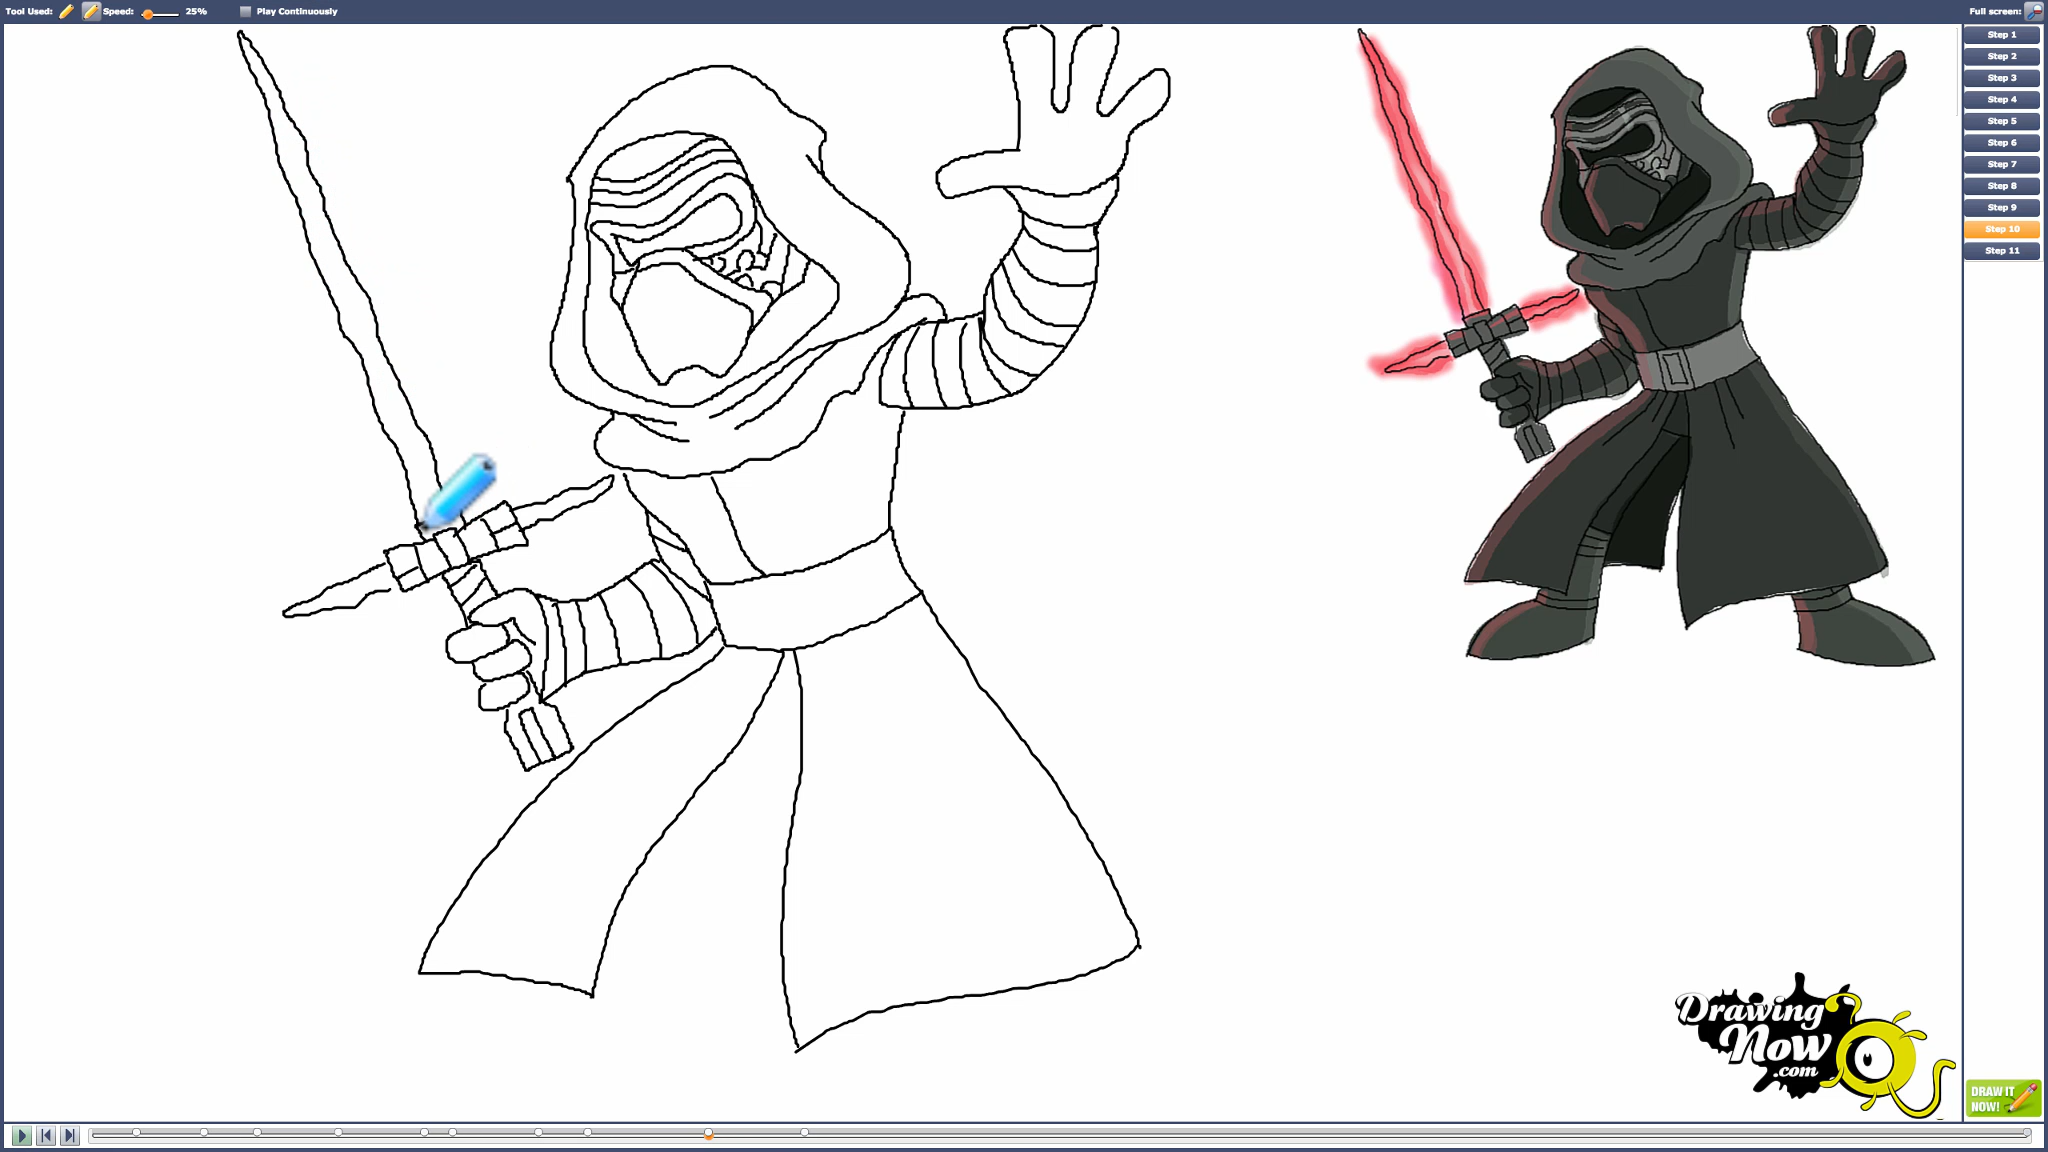 Tool Used: Speed: 25% Play Continuously Full screen:
Step 1
Step 2
Step 3
Step 4
Step 5
Step 6
Step 7
Step 8
Step 9
Step 10
Step 11
Drawing
Now
.com
DRAW IT
NOW!